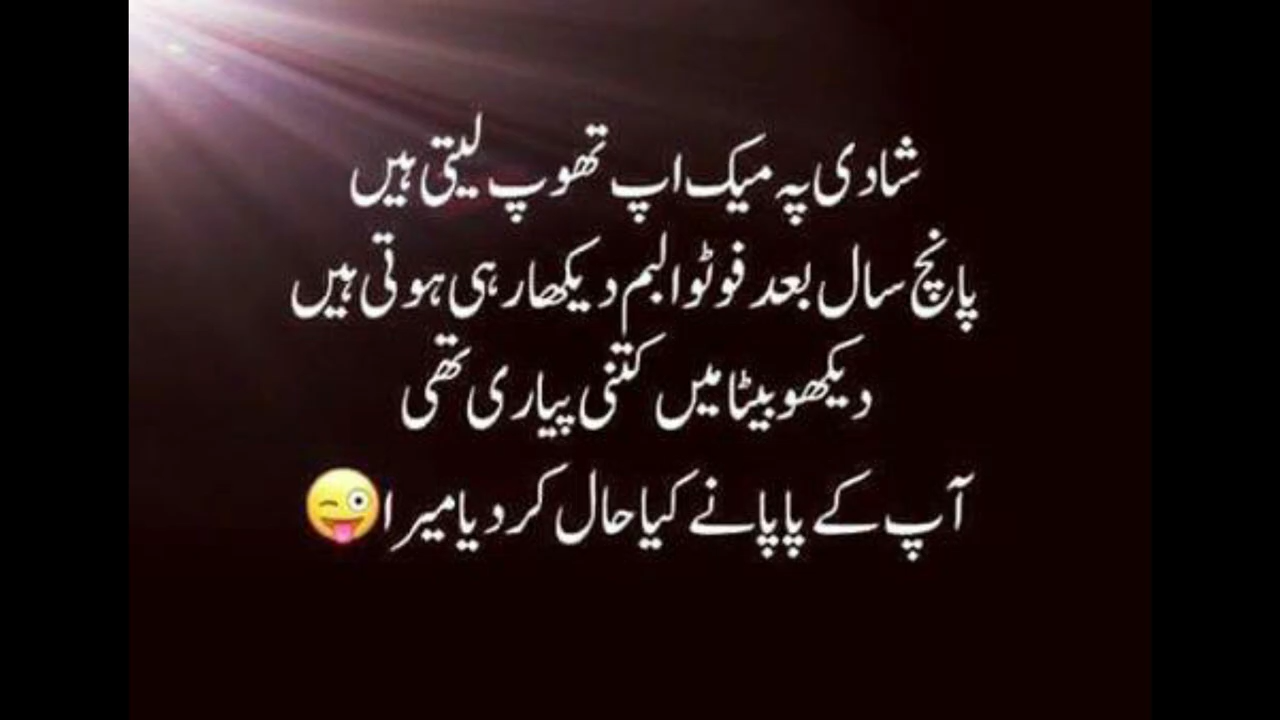 شادی پہ میک اپ تھوپ لیتی ہیں
پانچ سال بعد فوٹو البم دیکھا رہی ہوتی ہیں
دیکھو بیٹا میں کتنی پیاری تھی
آپ کے پاپا نے کیا حال کر دیا میرا😜